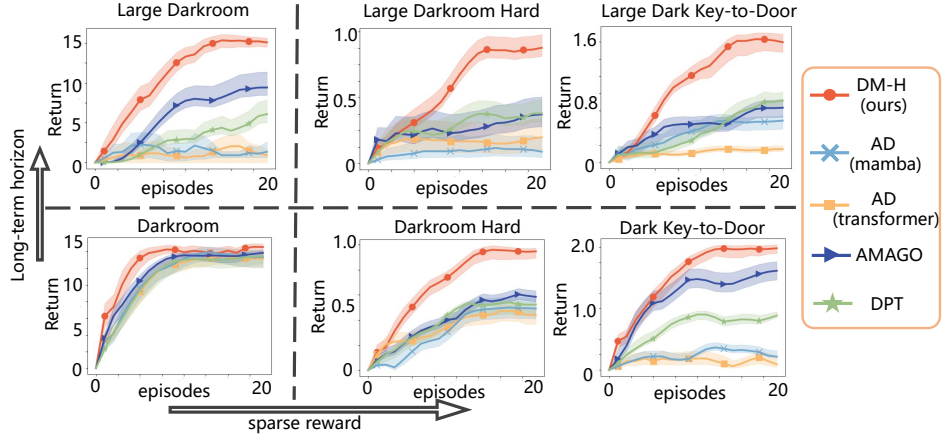 Large Darkroom
Large Darkroom Hard
Large Dark Key-to-Door
Return
15
10
5
0
0
episodes
20
Return
1.0
0.5
0
0
episodes
20
Return
1.6
0.8
0
0
episodes
20
Long-term horizon
Darkroom
Darkroom Hard
Dark Key-to-Door
Return
15
10
5
0
0
episodes
20
Return
1.0
0.5
0
0
episodes
20
Return
2.0
1.0
0.0
0
episodes
20
sparse reward
DM-H
(ours)
AD
(mamba)
AD
(transformer)
AMAGO
DPT